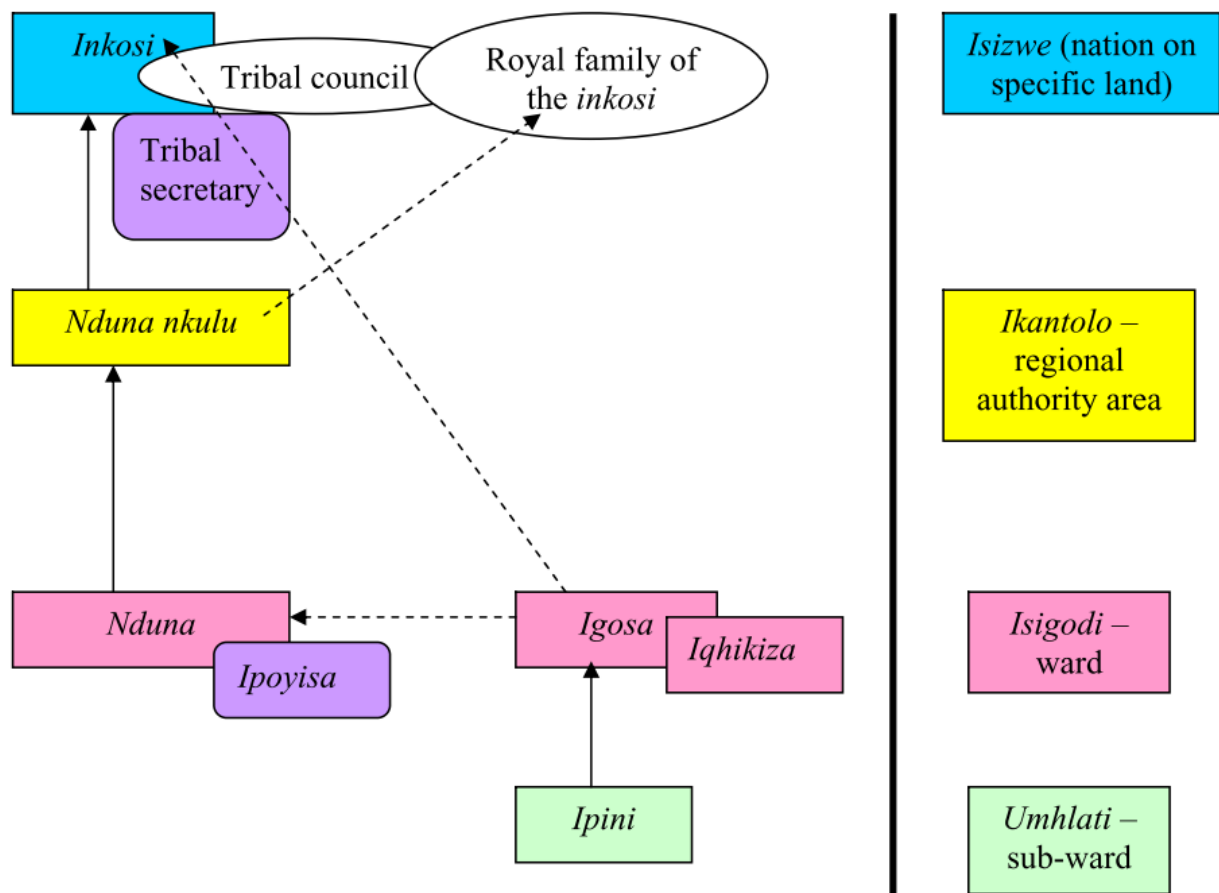 Inkosi
Tribal council
Royal family of
the inkosi
Tribal
secretary
Nduna nkulu
Nduna
Ipoyisa
Igosa
Iqhikiza
Ipini
Isizwe (nation on
specific land)
Ikantolo –
regional
authority area
Isigodi –
ward
Umhlati –
sub-ward